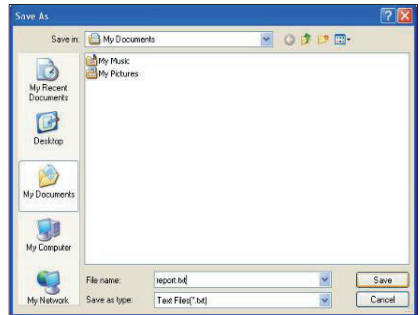 Save As
Save in: My Documents
My Music
My Pictures
My Recent
Documents
Desktop
My Documents
My Computer
My Network
File name: report.txt
Save as type: Text Files(*.txt)
Save
Cancel